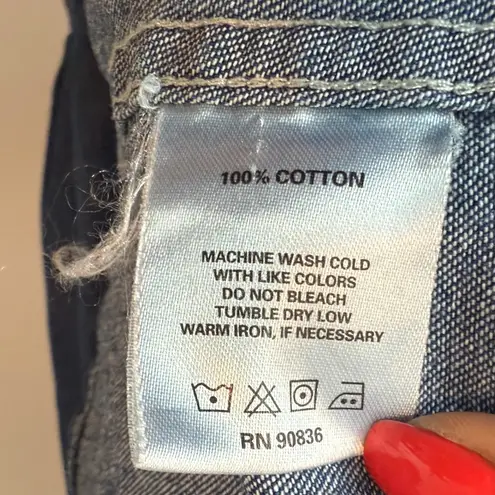 100% COTTON
MACHINE WASH COLD
WITH LIKE COLORS
DO NOT BLEACH
TUMBLE DRY LOW
WARM IRON, IF NECESSARY
RN 90836